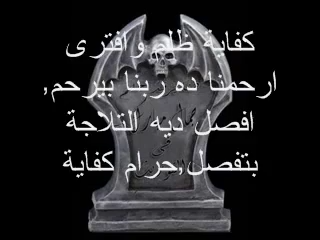 كفاية ظلم وافترى
ارحمنا ده ربنا بيرحم,
افصل ديه التلاجة
بتفصل,حرام كفاية